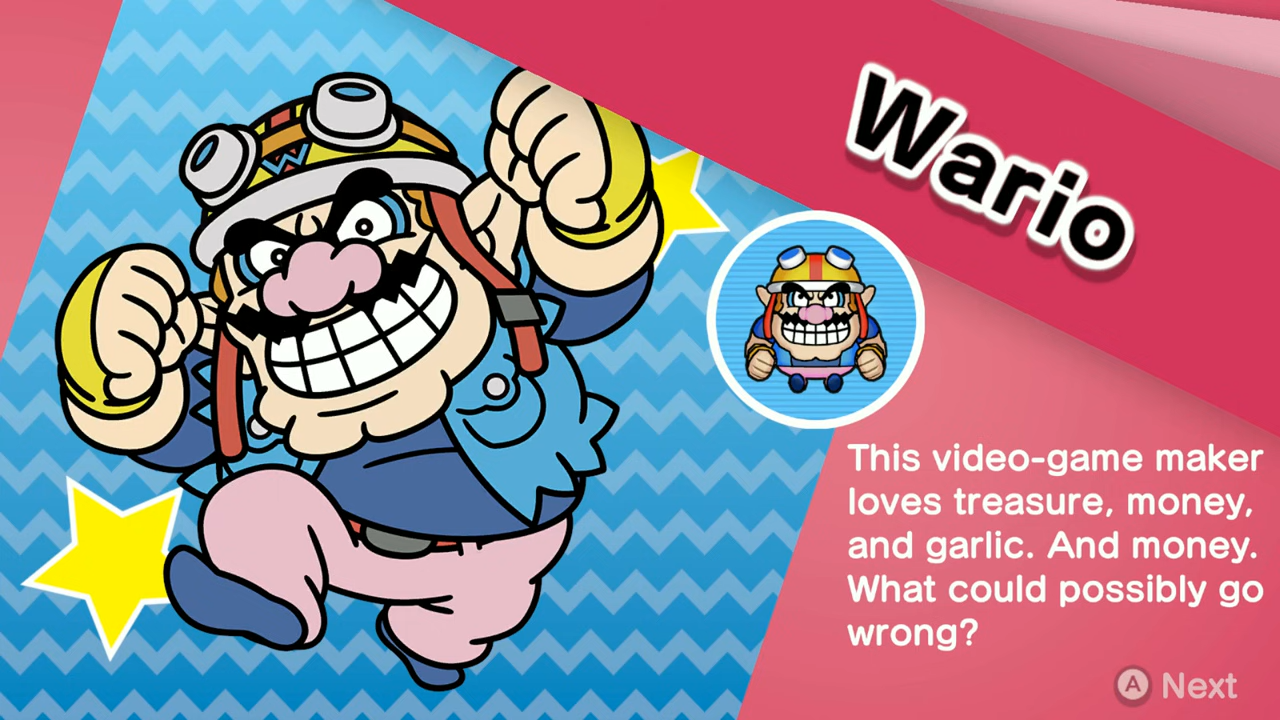 Wario
This video-game maker
loves treasure, money,
and garlic. And money.
What could possibly go
wrong?
A Next